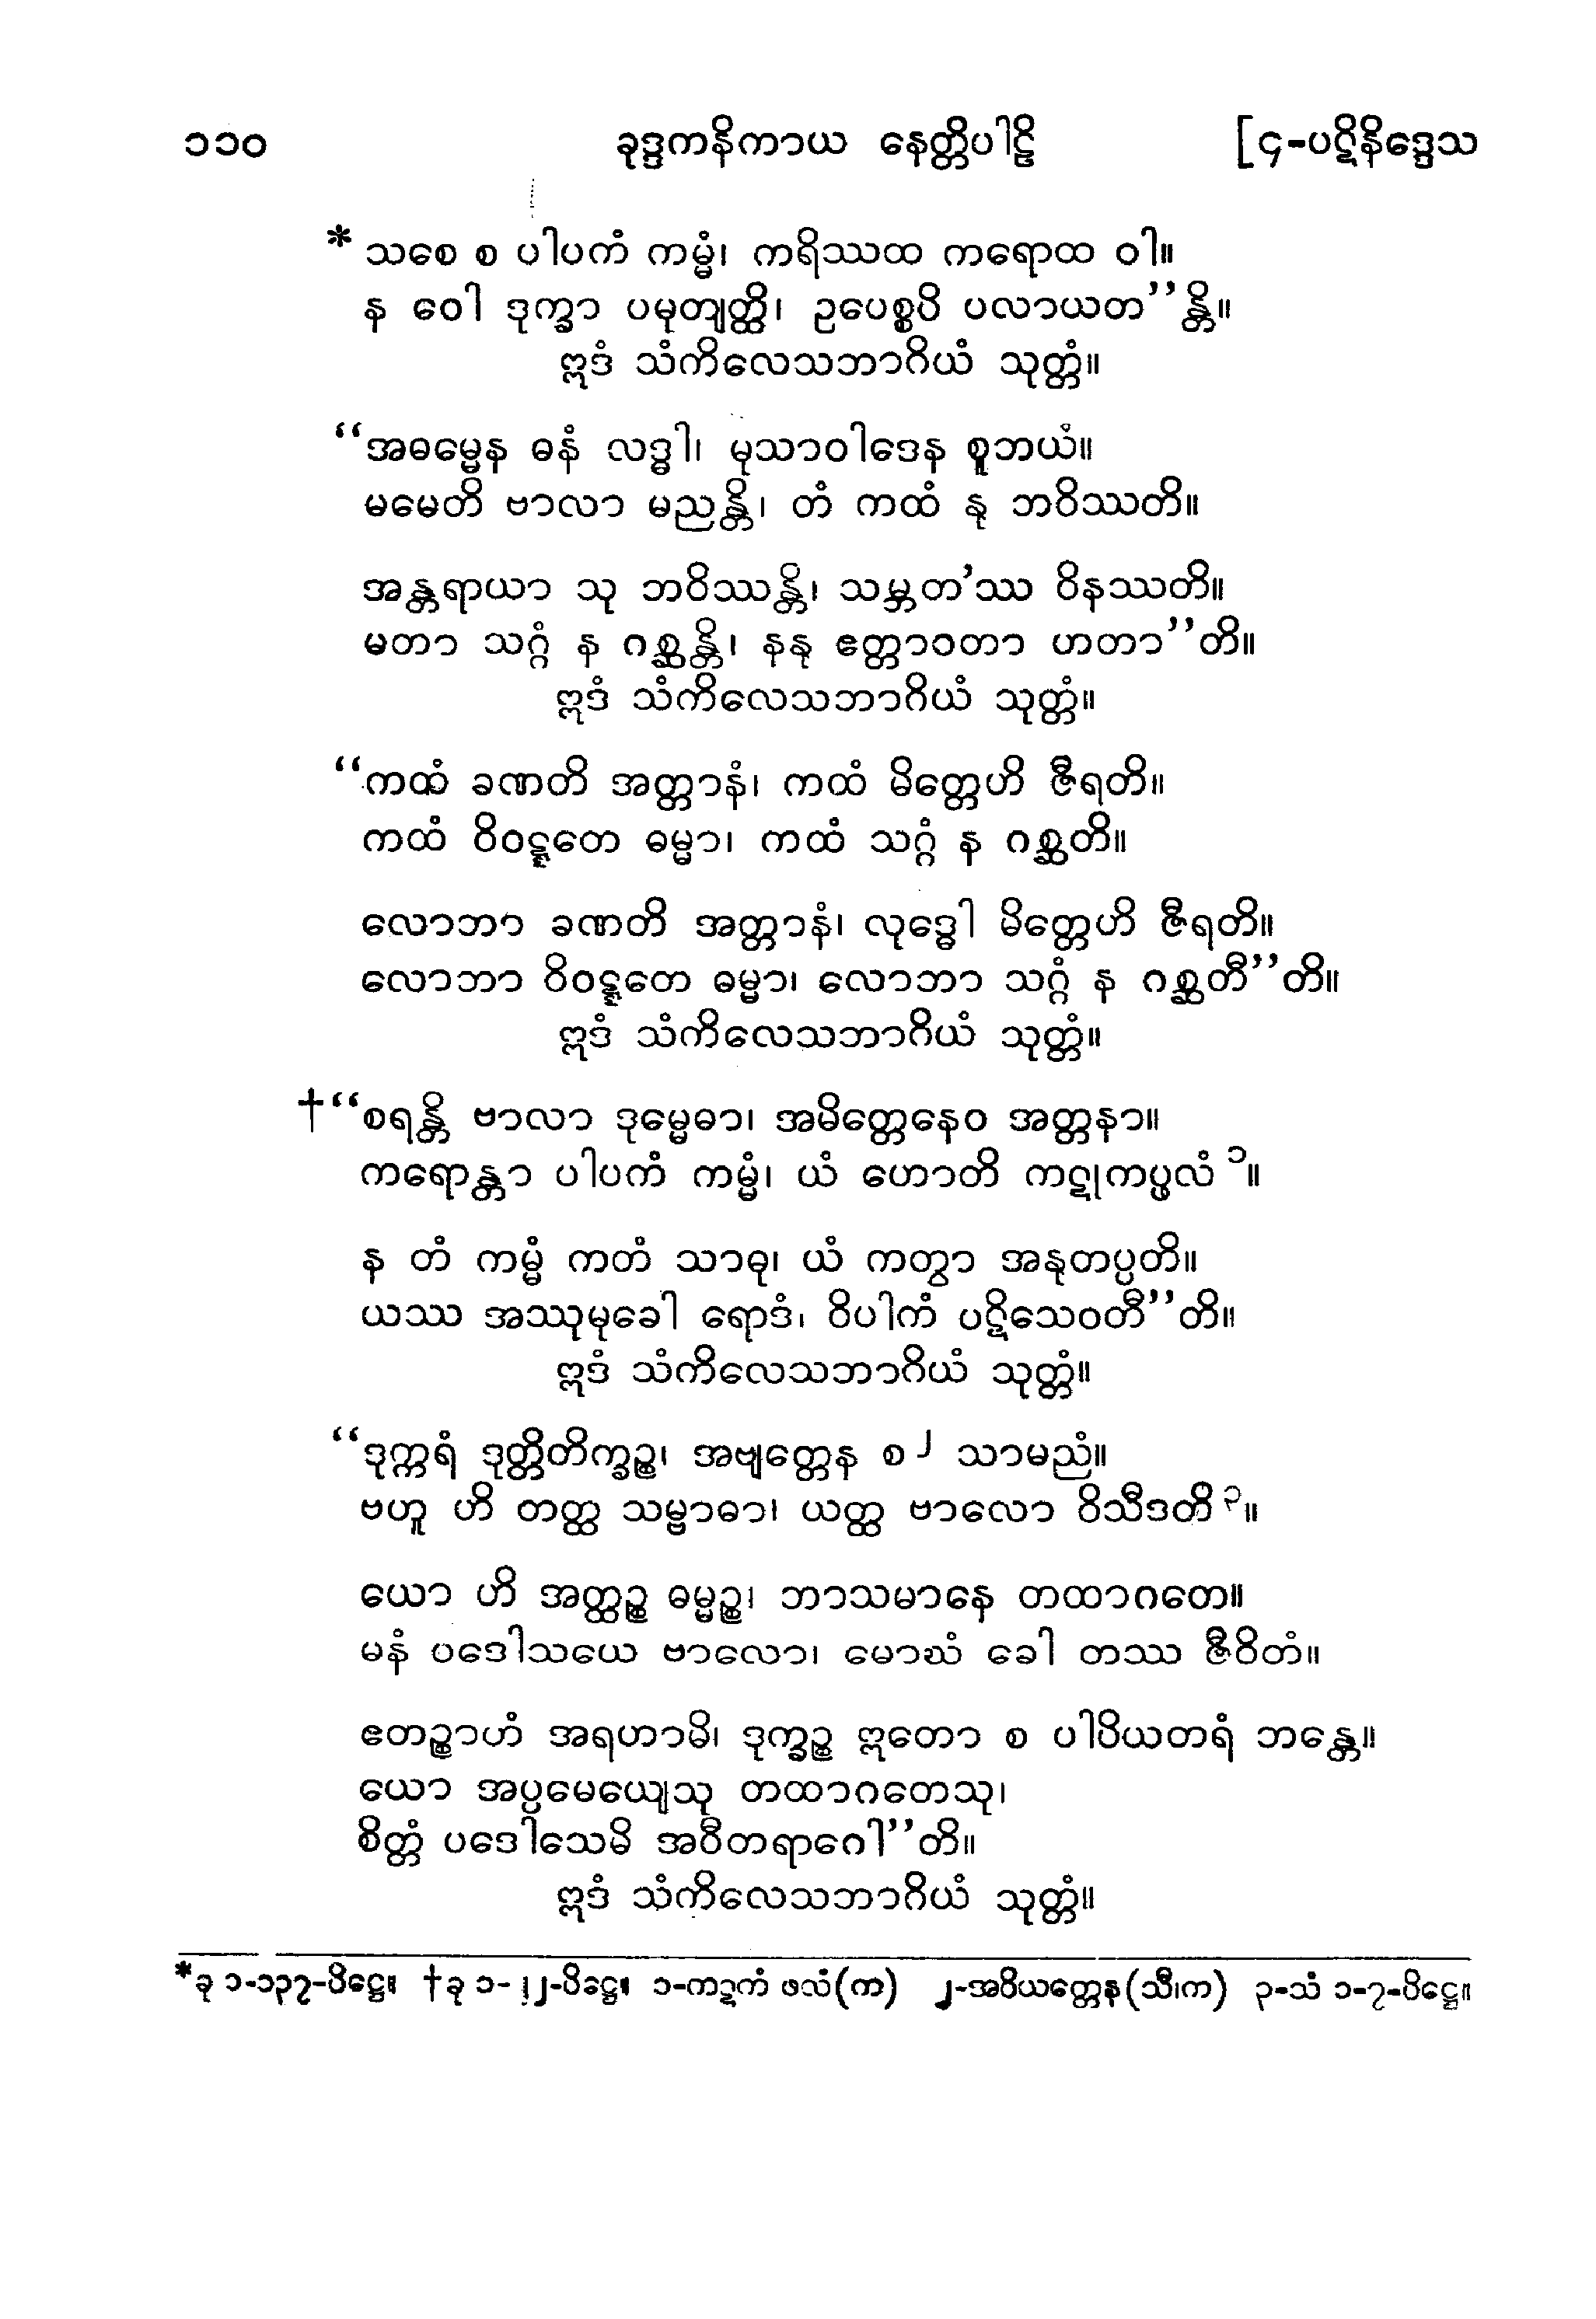 ၁၁၀ ခုဒ္ဒကနိကာယ နေတ္တိပါဠိ [၄-ပဋိနိဒ္ဒေသ
* သစေ စ ပါပကံ ကမ္မံ၊ ကရိဿထ ကရောထ ဝါ။
န ဝေါ ဒုက္ခာ ပမုတျတ္ထိ၊ ဥပေစ္စပိ ပလာယတ’’န္တိ။
ဣဒံ သံကိလေသဘာဂိယံ သုတ္တံ။
‘‘အဓမ္မေန ဓနံ လဒ္ဓါ၊ မုသာဝါဒေန စူဘယံ။
မမေတိ ဗာလာ မညန္တိ၊ တံ ကထံ နု ဘဝိဿတိ။
အန္တရာယာ သု ဘဝိဿန္တိ၊ သမ္ဘတ’ဿ ဝိနဿတိ။
မတာ သဂ္ဂံ န ဂစ္ဆန္တိ၊ နနု ဧတ္တာဝတာ ဟတာ’’တိ။
ဣဒံ သံကိလေသဘာဂိယံ သုတ္တံ။
‘‘ကထံ ခဏတိ အတ္တာနံ၊ ကထံ မိတ္တေဟိ ဇီရတိ။
ကထံ ဝိဝဋ္ဋတေ ဓမ္မာ၊ ကထံ သဂ္ဂံ န ဂစ္ဆတိ။
လောဘာ ခဏတိ အတ္တာနံ၊ လုဒ္ဓေါ မိတ္တေဟိ ဇီရတိ။
လောဘာ ဝိဝဋ္ဋတေ ဓမ္မာ၊ လောဘာ သဂ္ဂံ န ဂစ္ဆတီ’’တိ။
ဣဒံ သံကိလေသဘာဂိယံ သုတ္တံ။
†‘‘စရန္တိ ဗာလာ ဒုမ္မေဓာ၊ အမိတ္တေနေဝ အတ္တနာ။
ကရောန္တာ ပါပကံ ကမ္မံ၊ ယံ ဟောတိ ကဋုကပ္ဖလံ ၁။
န တံ ကမ္မံ ကတံ သာဓု၊ ယံ ကတွာ အနုတပ္ပတိ။
ယဿ အဿုမုခေါ ရောဒံ၊ ဝိပါကံ ပဋိသေဝတီ’’တိ။
ဣဒံ သံကိလေသဘာဂိယံ သုတ္တံ။
‘‘ဒုက္ကရံ ဒုတ္တိတိက္ခဉ္စ၊ အဗျတ္တေန စ ၂ သာမညံ။
ဗဟူ ဟိ တတ္ထ သမ္ဗာဓာ၊ ယတ္ထ ဗာလော ဝိသီဒတိ ၃။
ယော ဟိ အတ္ထဉ္စ ဓမ္မဉ္စ၊ ဘာသမာနေ တထာဂတေ။
မနံ ပဒေါသယေ ဗာလော၊ မောဃံ ခေါ တဿ ဇီဝိတံ။
ဧတဉ္စာဟံ အရဟာမိ၊ ဒုက္ခဉ္စ ဣတော စ ပါပိယတရံ ဘန္တေ။
ယော အပ္ပမေယျေသု တထာဂတေသု၊
စိတ္တံ ပဒေါသေမိ အဝီတရာဂေါ’’တိ။
ဣဒံ သံကိလေသဘာဂိယံ သုတ္တံ။
*ခု ၁-၁၃၇-ပိဋ္ဌေ။ †ခု ၁- ပိဋ္ဌေ။ ၁-ကဋကံ ဖလံ(က) ၂-အဝိယတ္တေန(သီ၊က) ၃-သံ ၁-၇-ပိဋ္ဌေ။